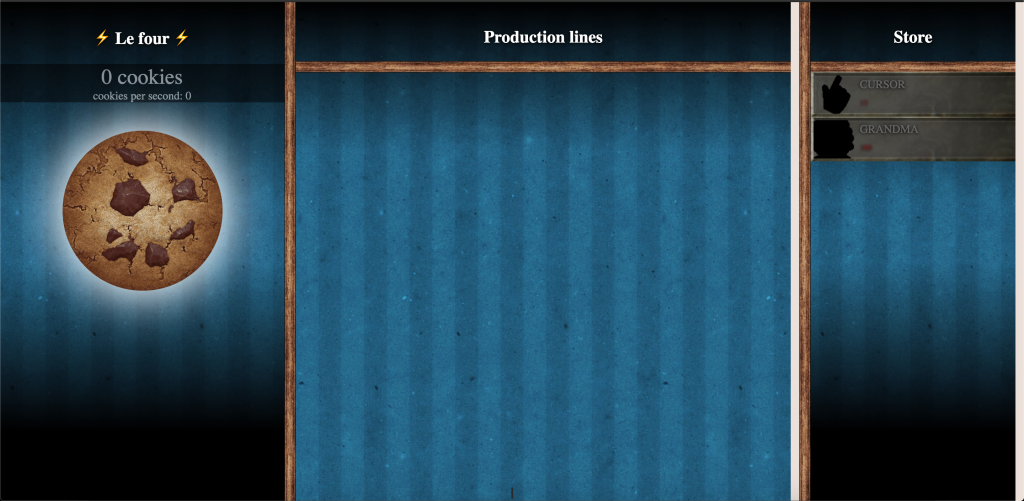 ⚡ Le four ⚡
0 cookies
cookies per second: 0
Production lines
Store
CURSOR
GRANDMA